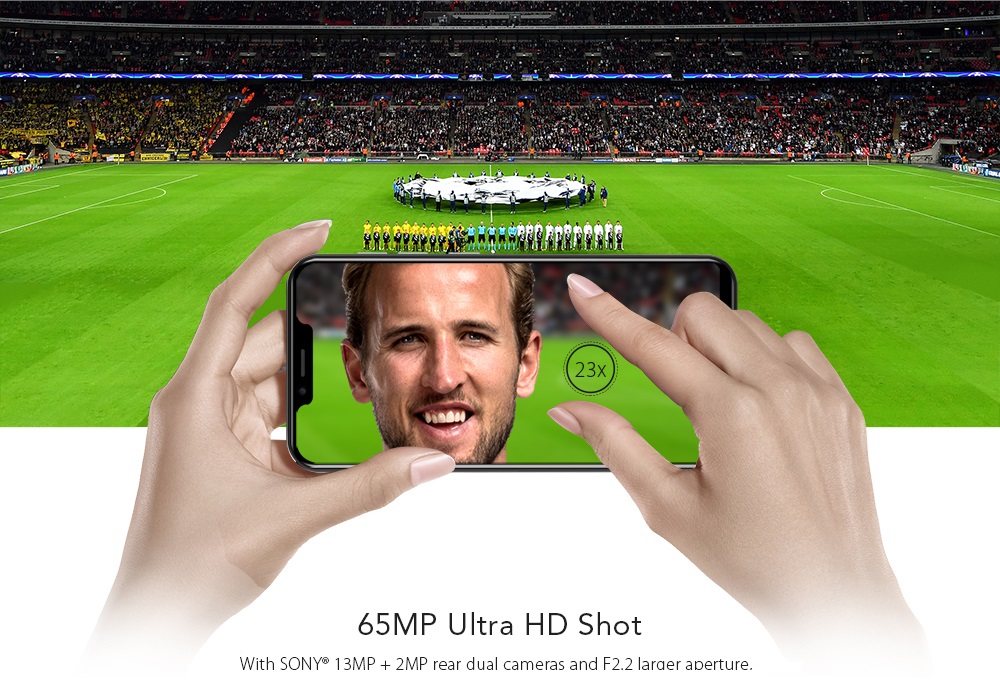 23x
65MP Ultra HD Shot
With SONY® 13MP + 2MP rear dual cameras and F2.2 larger aperture.